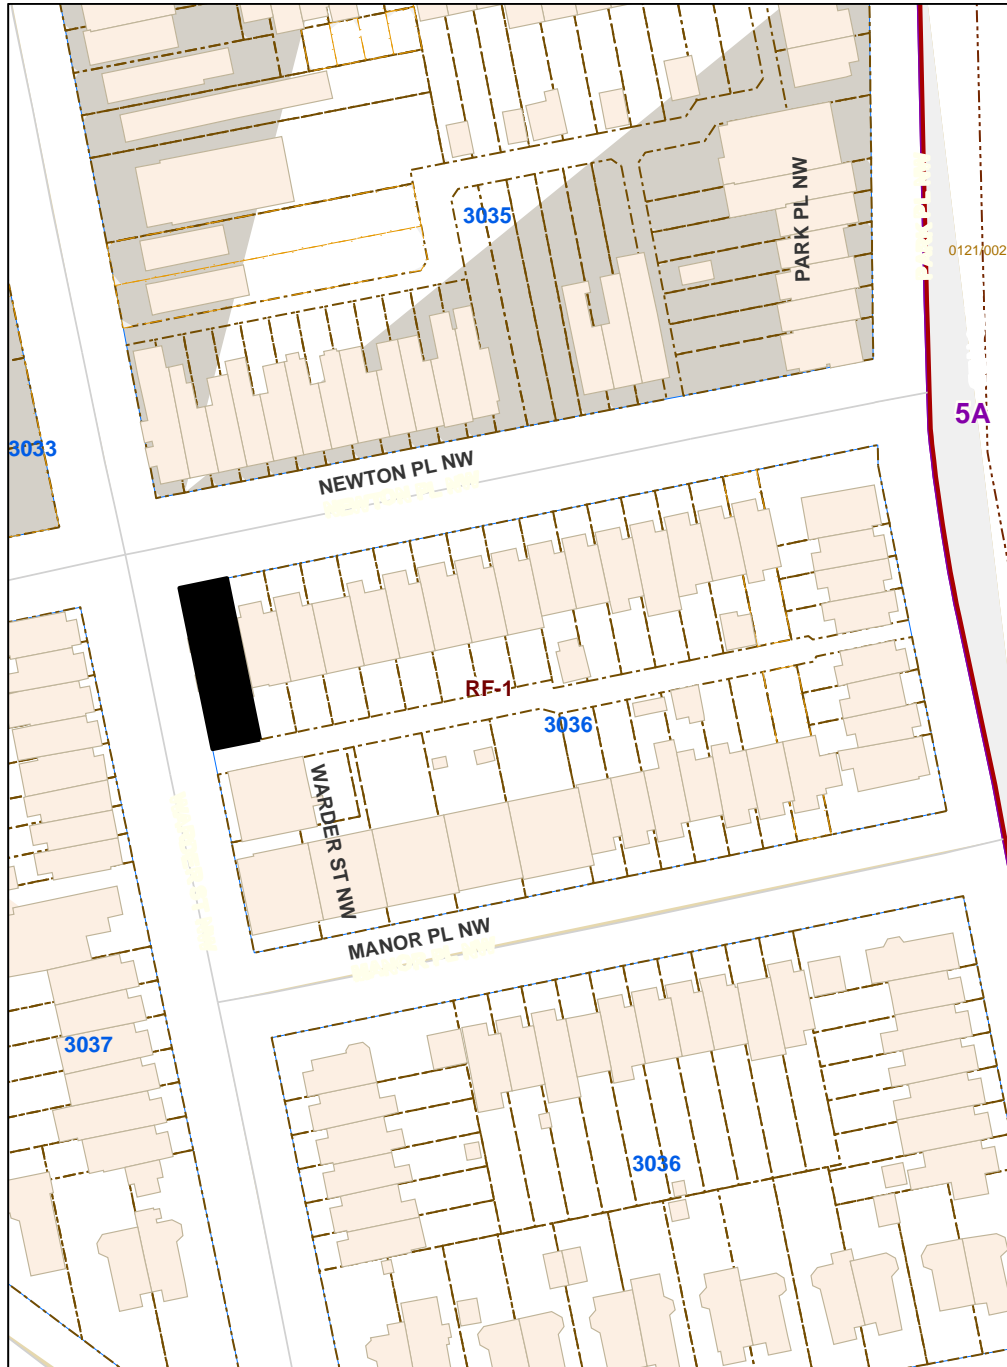 PARK PL NW
3035
0121/002
5A
3033
NEWTON PL NW
RF-1
3036
WARDER ST NW
MANOR PL NW
3037
3036